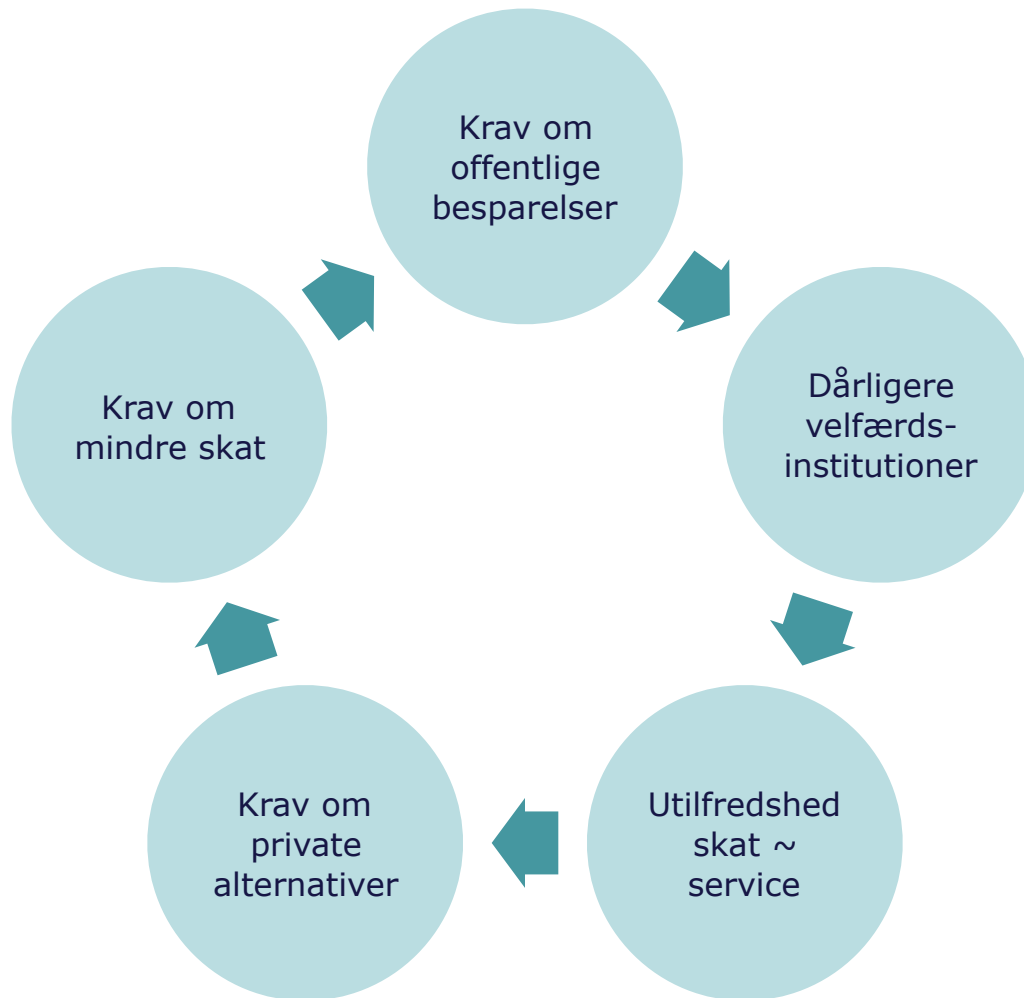 Krav om
offentlige
besparelser
Dårligere
velfærds-
institutioner
Utilfredshed
skat ~
service
Krav om
private
alternativer
Krav om
mindre skat